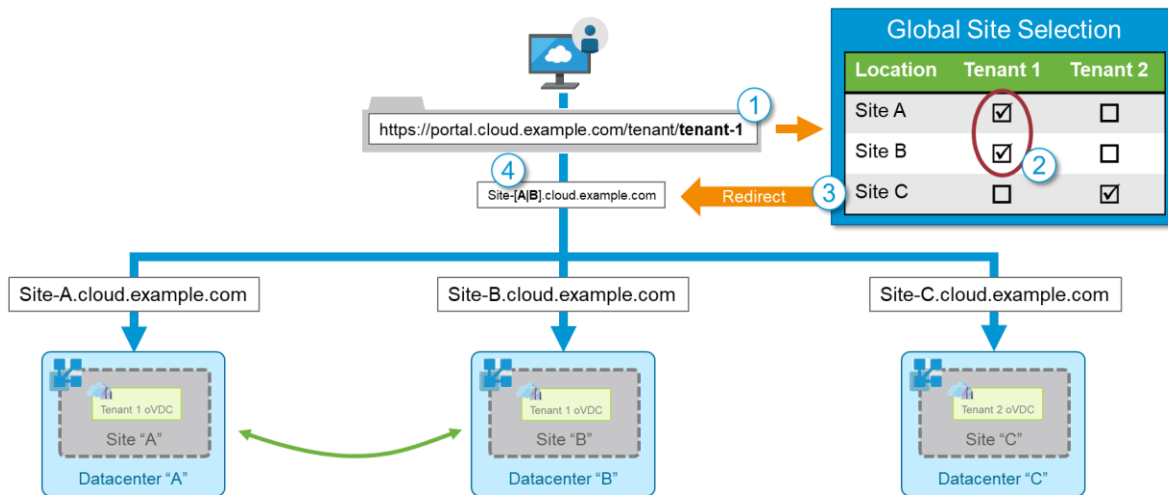 Global Site Selection
Location Tenant 1 Tenant 2
Site A
Site B
Site C
1
https://portal.cloud.example.com/tenant/tenant-1
2
3
Redirect
4
Site-[A|B].cloud.example.com
Site-A.cloud.example.com
Site-B.cloud.example.com
Site-C.cloud.example.com
Tenant 1 oVDC
Site “A”
Datacenter “A”
Tenant 1 oVDC
Site “B”
Datacenter “B”
Tenant 2 oVDC
Site “C”
Datacenter “C”